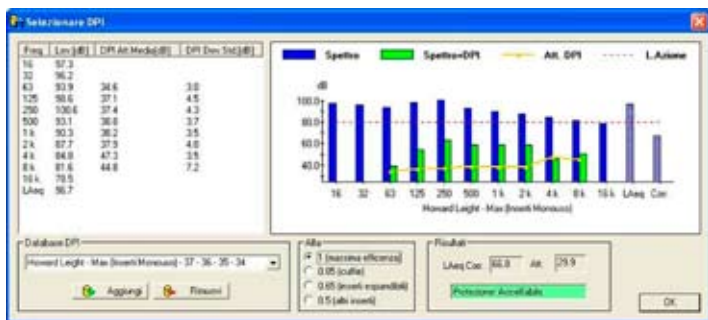 Selezionare DPI
Freq Lev [dB] DPI Att.Media[dB] DPI Dev Std.[dB]
16 97.3
32 96.2
63 93.9 34.6 3.0
125 98.6 37.1 4.5
250 100.6 37.4 4.3
500 93.1 38.8 3.7
1 k 90.3 38.2 3.5
2 k 87.7 37.9 4.8
4 k 84.8 47.3 3.5
8 k 81.6 44.8 7.2
16 k 78.5
LAeq 96.7
Spettro Spettro+DPI Att. DPI L.Azione
dB
100.0
80.0
60.0
40.0
16 32 63 125 250 500 1 k 2 k 4 k 8 k 16 k LAeq Cor.
Howard Leight - Max (Inserti Monouso)
Database DPI
Howard Leight - Max (Inserti Monouso) - 37 - 36 - 35 - 34
Aggiungi Rimuovi
Alfa
1 (massima efficenza)
0.85 (cuffie)
0.65 (inserti espandibili)
0.5 (altri inserti)
Risultati
LAeq Cor. 66.8 Att. 29.9
Protezione: Accettabile
OK